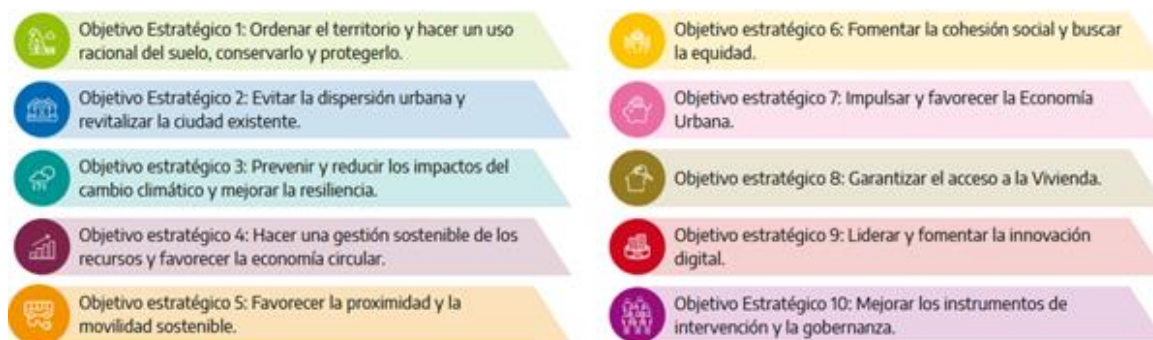 Objetivo Estratégico 1: Ordenar el territorio y hacer un uso
racional del suelo, conservarlo y protegerlo.
Objetivo Estratégico 2: Evitar la dispersión urbana y
revitalizar la ciudad existente.
Objetivo estratégico 3: Prevenir y reducir los impactos del
cambio climático y mejorar la resiliencia.
Objetivo estratégico 4: Hacer una gestión sostenible de los
recursos y favorecer la economía circular.
Objetivo estratégico 5: Favorecer la proximidad y la
movilidad sostenible.
Objetivo estratégico 6: Fomentar la cohesión social y buscar
la equidad.
Objetivo estratégico 7: Impulsar y favorecer la Economía
Urbana.
Objetivo estratégico 8: Garantizar el acceso a la Vivienda.
Objetivo estratégico 9: Liderar y fomentar la innovación
digital.
Objetivo Estratégico 10: Mejorar los instrumentos de
intervención y la gobernanza.